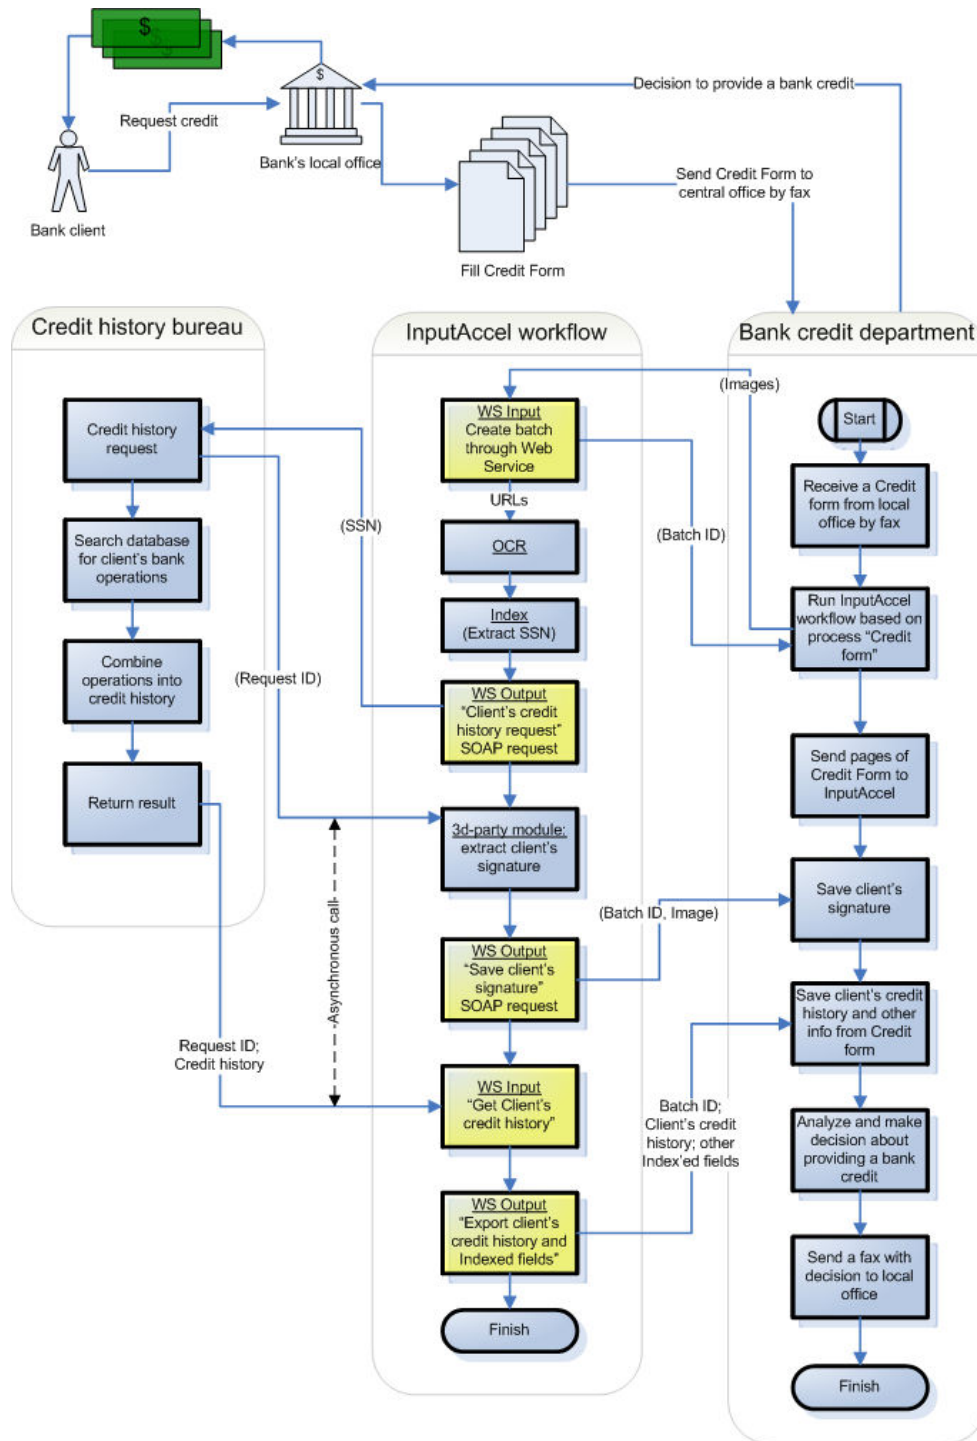 $
$
$
$
Decision to provide a bank credit
Request credit
Bank's local office
Send Credit Form to
central office by fax
Bank client
Fill Credit Form
Credit history bureau
Credit history
request
Search database
for client's bank
operations
Combine
operations into
credit history
Return result
(SSN)
(Request ID)
Request ID;
Credit history
-Asynchronous call-
InputAccel workflow
WS Input
Create batch
through Web
Service
URLs
OCR
Index
(Extract SSN)
WS Output
"Client's credit
history request"
SOAP request
3d-party module:
extract client's
signature
WS Output
"Save client's
signature"
SOAP request
WS Input
"Get Client's
credit history"
WS Output
"Export client's
credit history and
Indexed fields"
Finish
(Images)
(Batch ID)
(Batch ID, Image)
Batch ID;
Client's credit
history; other
Index'ed fields
Bank credit department
Start
Receive a Credit
form from local
office by fax
Run InputAccel
workflow based on
process "Credit
form"
Send pages of
Credit Form to
InputAccel
Save client's
signature
Save client's credit
history and other
info from Credit
form
Analyze and make
decision about
providing a bank
credit
Send a fax with
decision to local
office
Finish